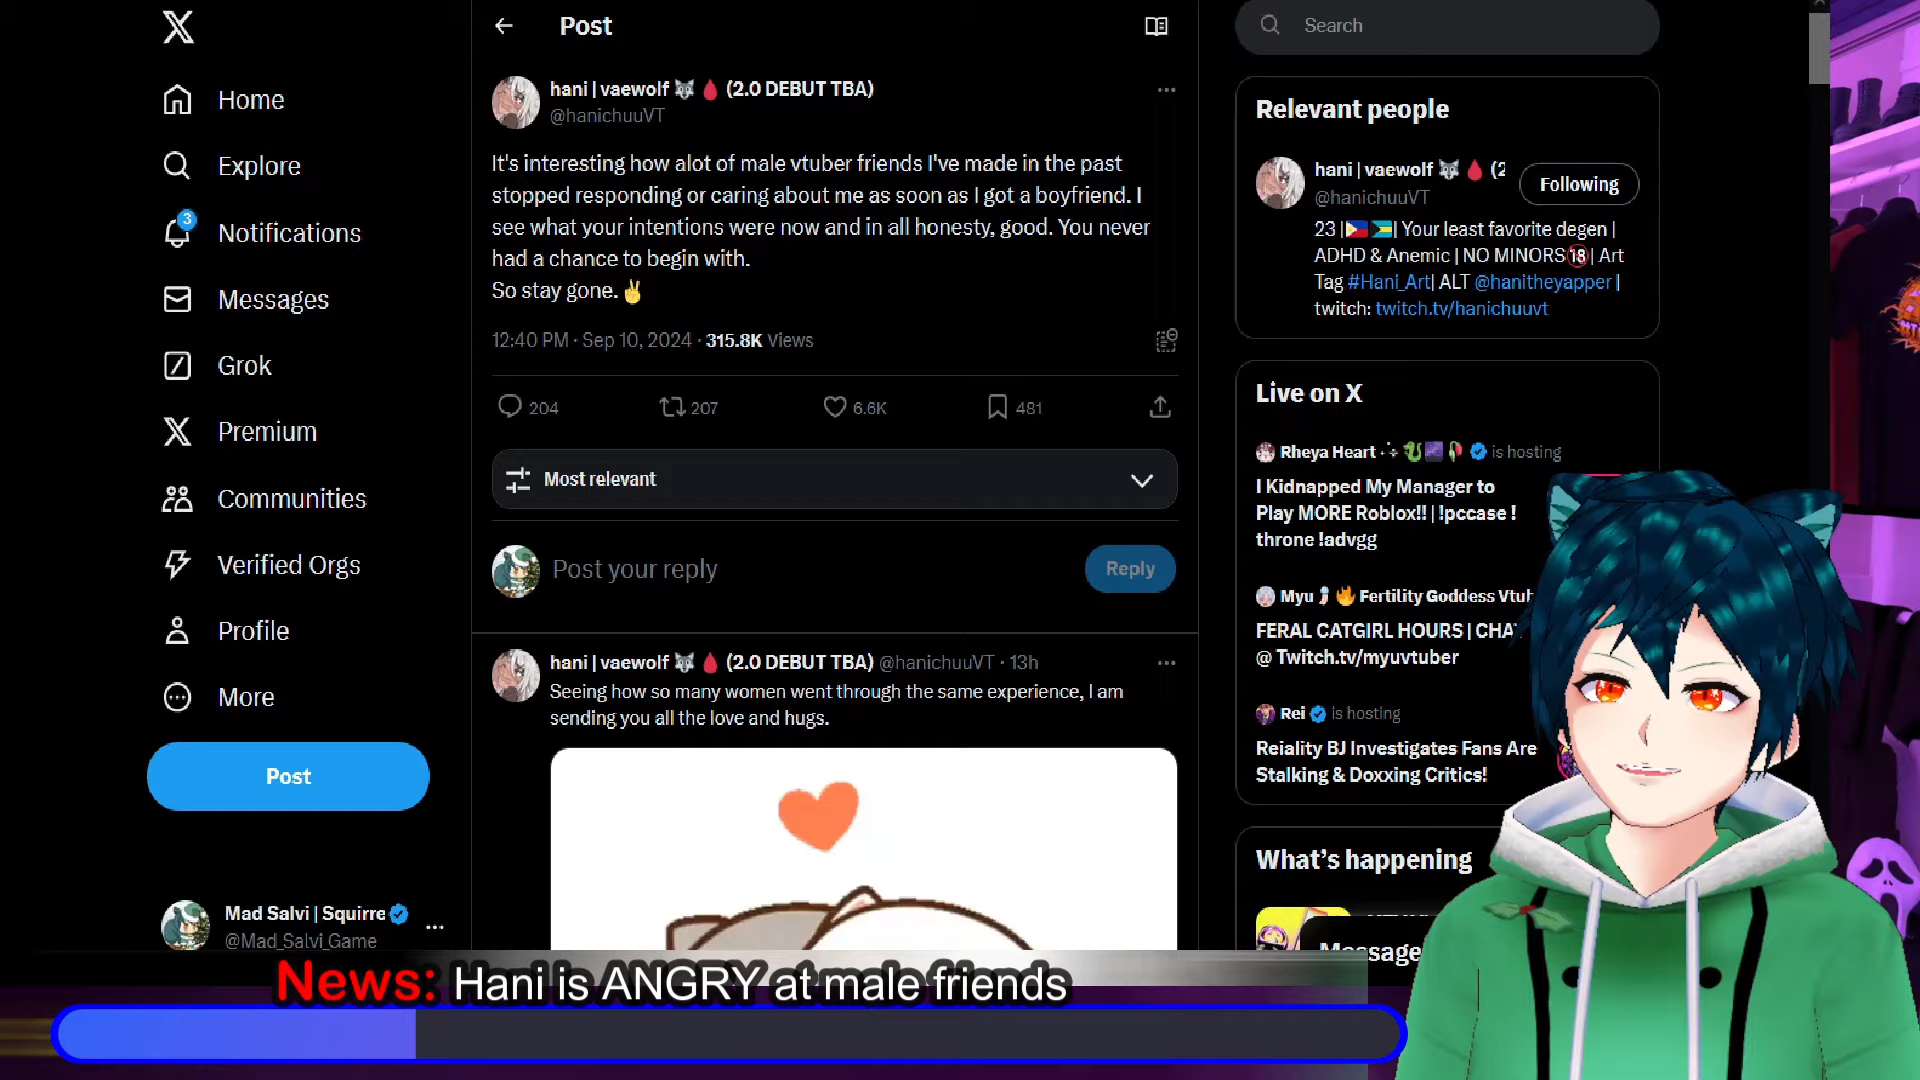 Home
Explore
3
Notifications
Messages
Grok
Premium
Communities
Verified Orgs
Profile
More
Post
Mad Salvi | Squirre
@Mad_Salvi_Game
Post
hani | vaewolf 🐺🩸 (2.0 DEBUT TBA)
@hanichuuVT
It's interesting how alot of male vtuber friends I've made in the past
stopped responding or caring about me as soon as I got a boyfriend. I
see what your intentions were now and in all honesty, good. You never
had a chance to begin with.
So stay gone. ✌️
12:40 PM · Sep 10, 2024 · 315.8K Views
204 207 6.6K 481
Most relevant
Post your reply
Reply
hani | vaewolf 🐺🩸 (2.0 DEBUT TBA) @hanichuuVT · 13h
Seeing how so many women went through the same experience, I am
sending you all the love and hugs.
Search
Relevant people
hani | vaewolf 🐺🩸 (2
@hanichuuVT
Following
23 |🇵🇭🇧🇸| Your least favorite degen |
ADHD & Anemic | NO MINORS🔞| Art
Tag #Hani_Art| ALT @hanitheyapper |
twitch: twitch.tv/hanichuuvt
Live on X
Rheya Heart is hosting
I Kidnapped My Manager to
Play MORE Roblox!! | !pccase !
throne !advgg
Myu Fertility Goddess Vtub
FERAL CATGIRL HOURS | CHA
@ Twitch.tv/myuvtuber
Rei is hosting
Reiality BJ Investigates Fans Are
Stalking & Doxxing Critics!
What's happening
Message
News: Hani is ANGRY at male friends